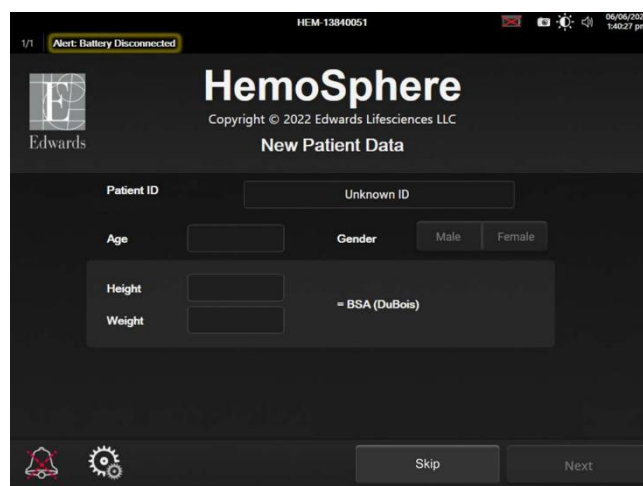 HEM-13840051
06/06/202
1:40:27 pm
1/1 Alert: Battery Disconnected
E
Edwards
HemoSphere
Copyright © 2022 Edwards Lifesciences LLC
New Patient Data
Patient ID Unknown ID
Age Gender Male Female
Height
= BSA (DuBois)
Weight
Skip Next